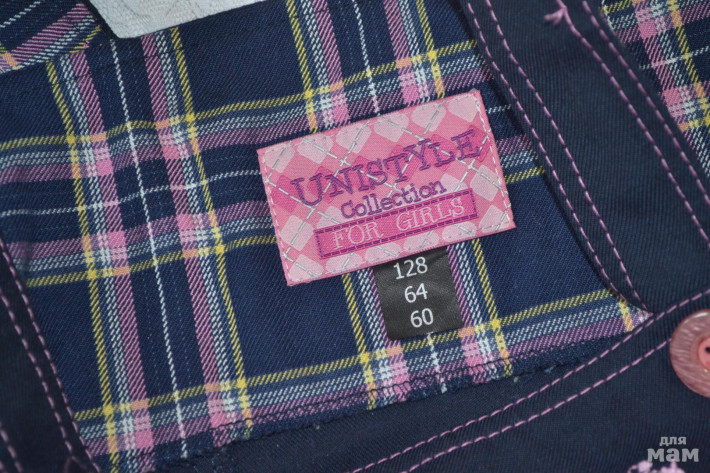 UNISTYLE
Collection
FOR GIRLS
128
64
60
для
мам